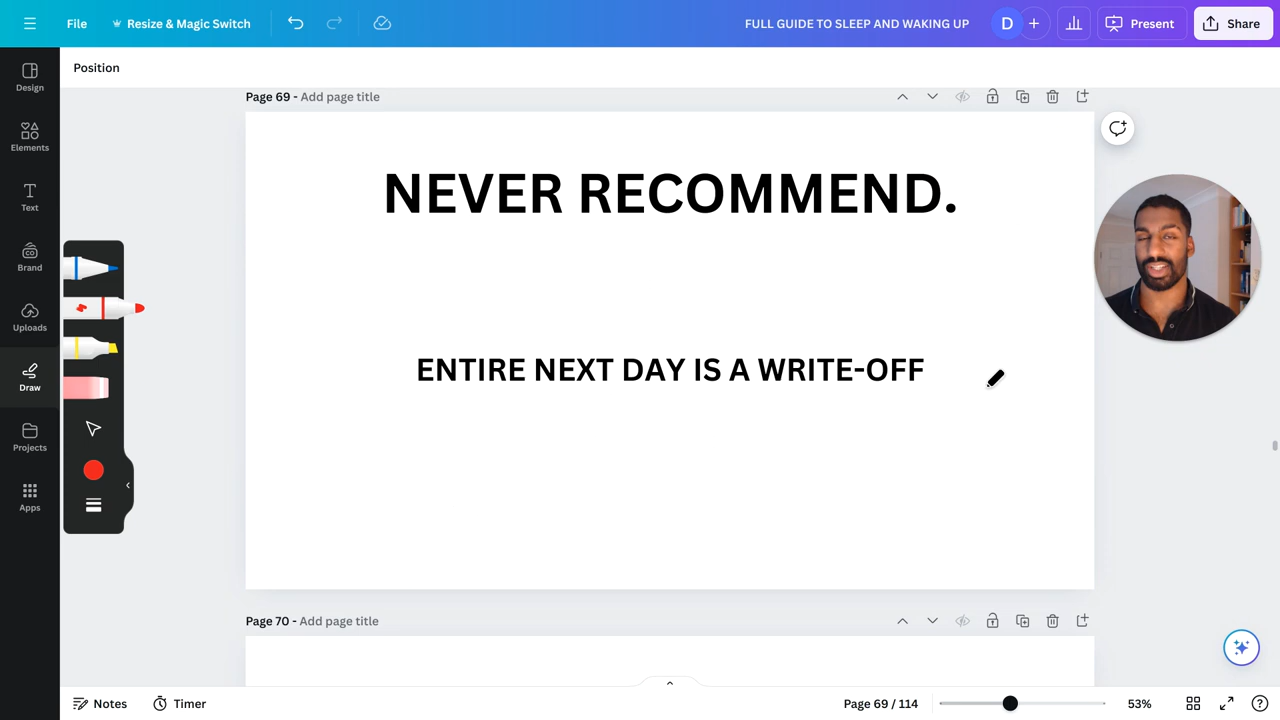 File
Resize & Magic Switch
FULL GUIDE TO SLEEP AND WAKING UP
D
Present
Share
Position
Design
Elements
Text
Brand
Uploads
Draw
Projects
Apps
Page 69 - Add page title
NEVER RECOMMEND.
ENTIRE NEXT DAY IS A WRITE-OFF
Page 70 - Add page title
Notes
Timer
Page 69 / 114
53%